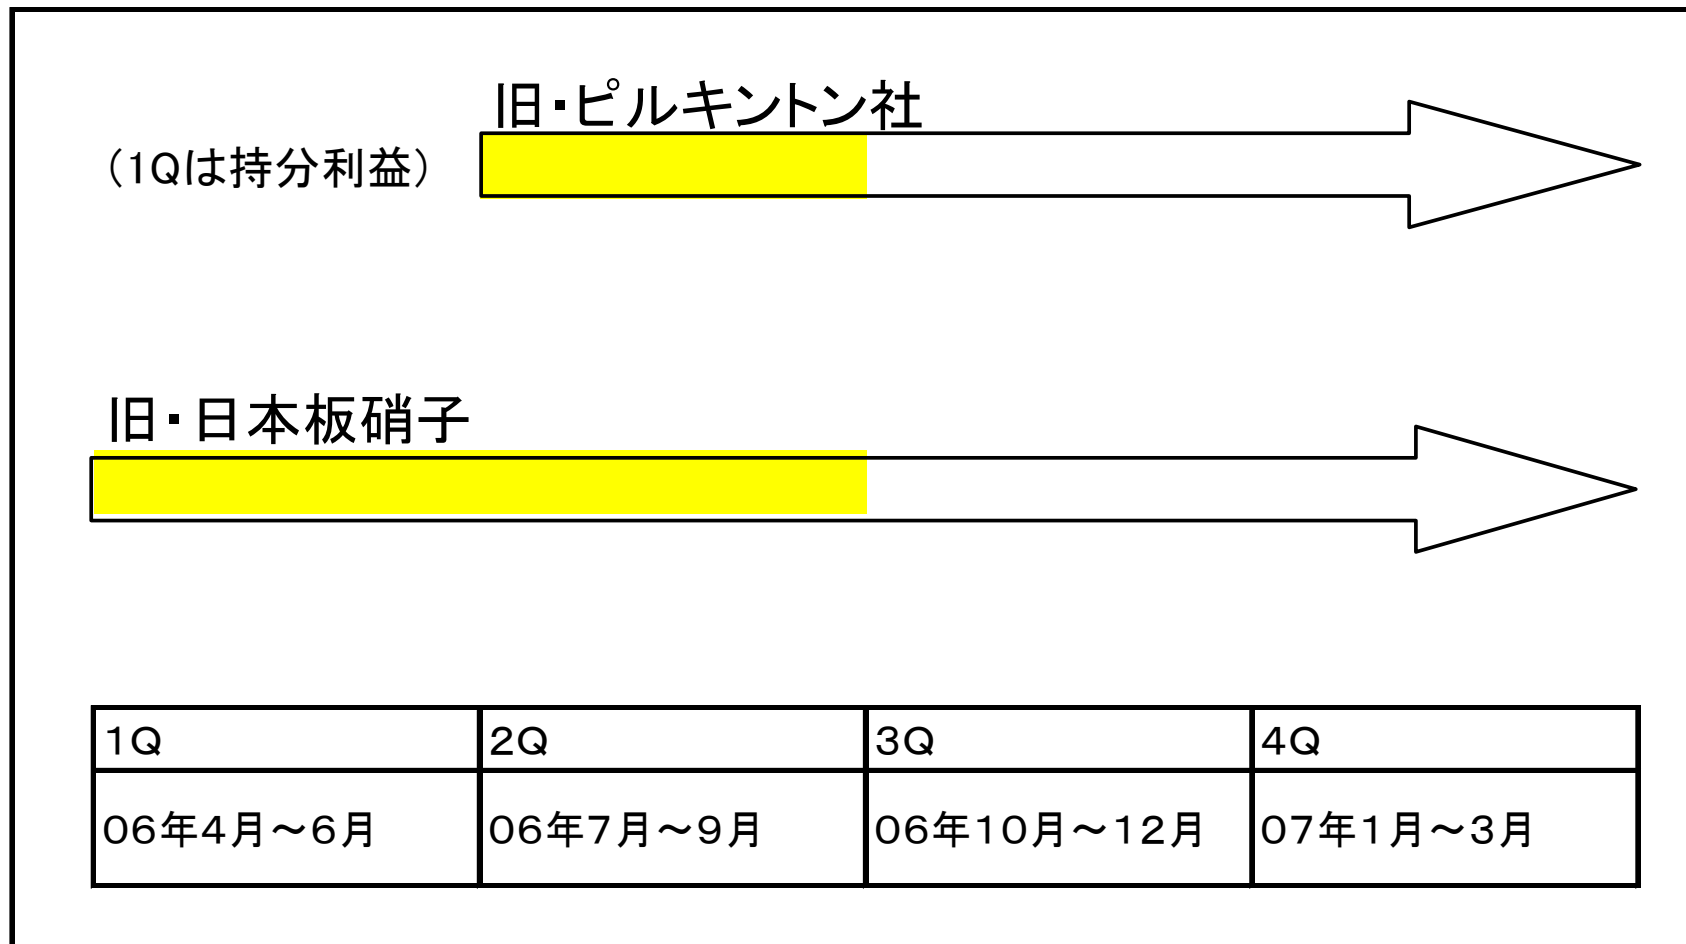 旧・ピルキントン社
（1Qは持分利益）
旧・日本板硝子
1Q 2Q 3Q 4Q
06年4月～6月 06年7月～9月 06年10月～12月 07年1月～3月